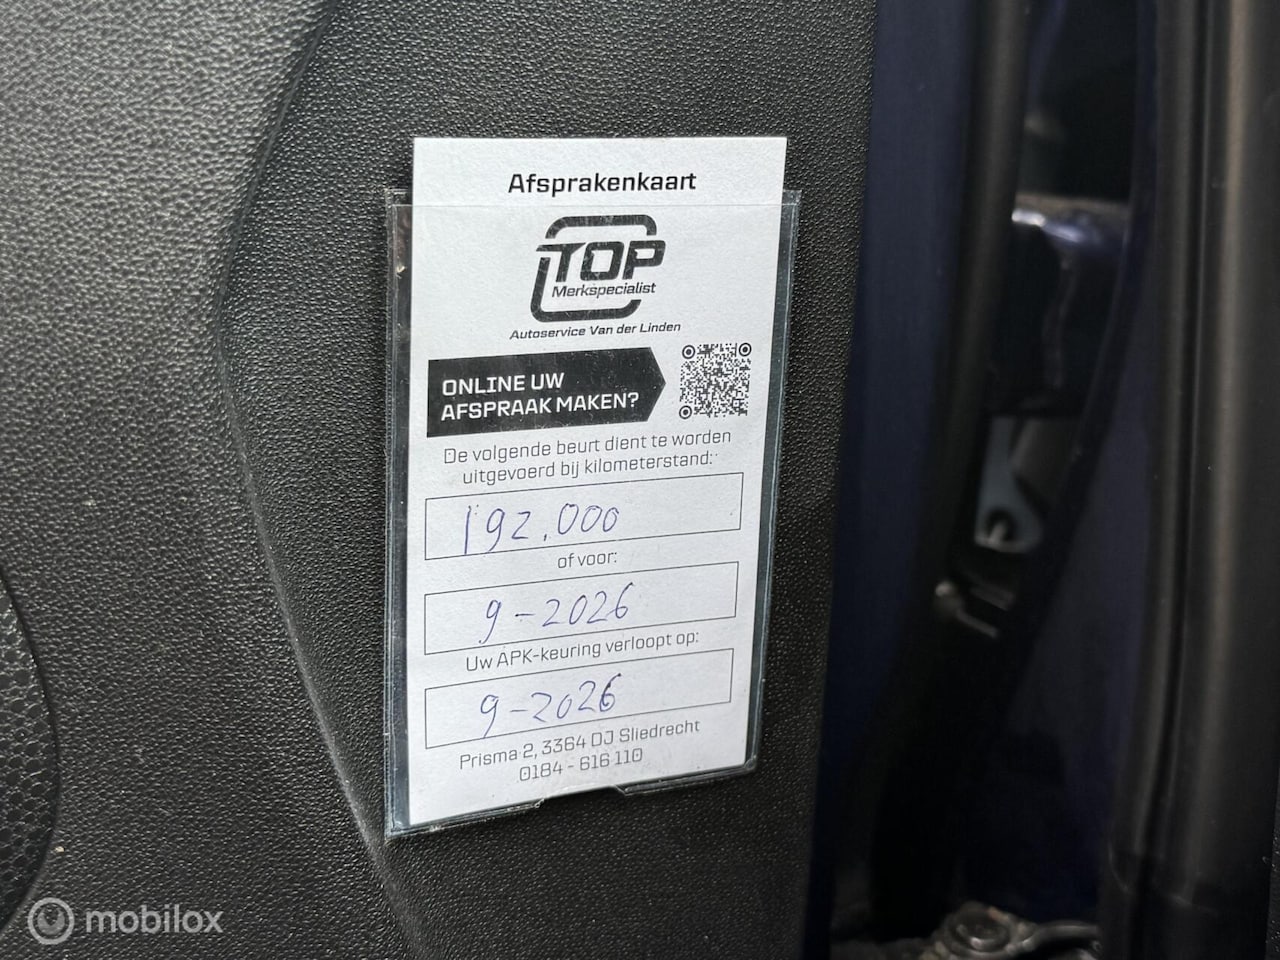 Afsprakenkaart
TOP
Merkspecialist
Autoservice Van der Linden
ONLINE UW
AFSPRAAK MAKEN?
De volgende beurt dient te worden
uitgevoerd bij kilometerstand:
192.000
of voor:
9-2026
Uw APK-keuring verloopt op:
9-2026
Prisma 2, 3364 DJ Sliedrecht
0184 - 616 110
mobilox